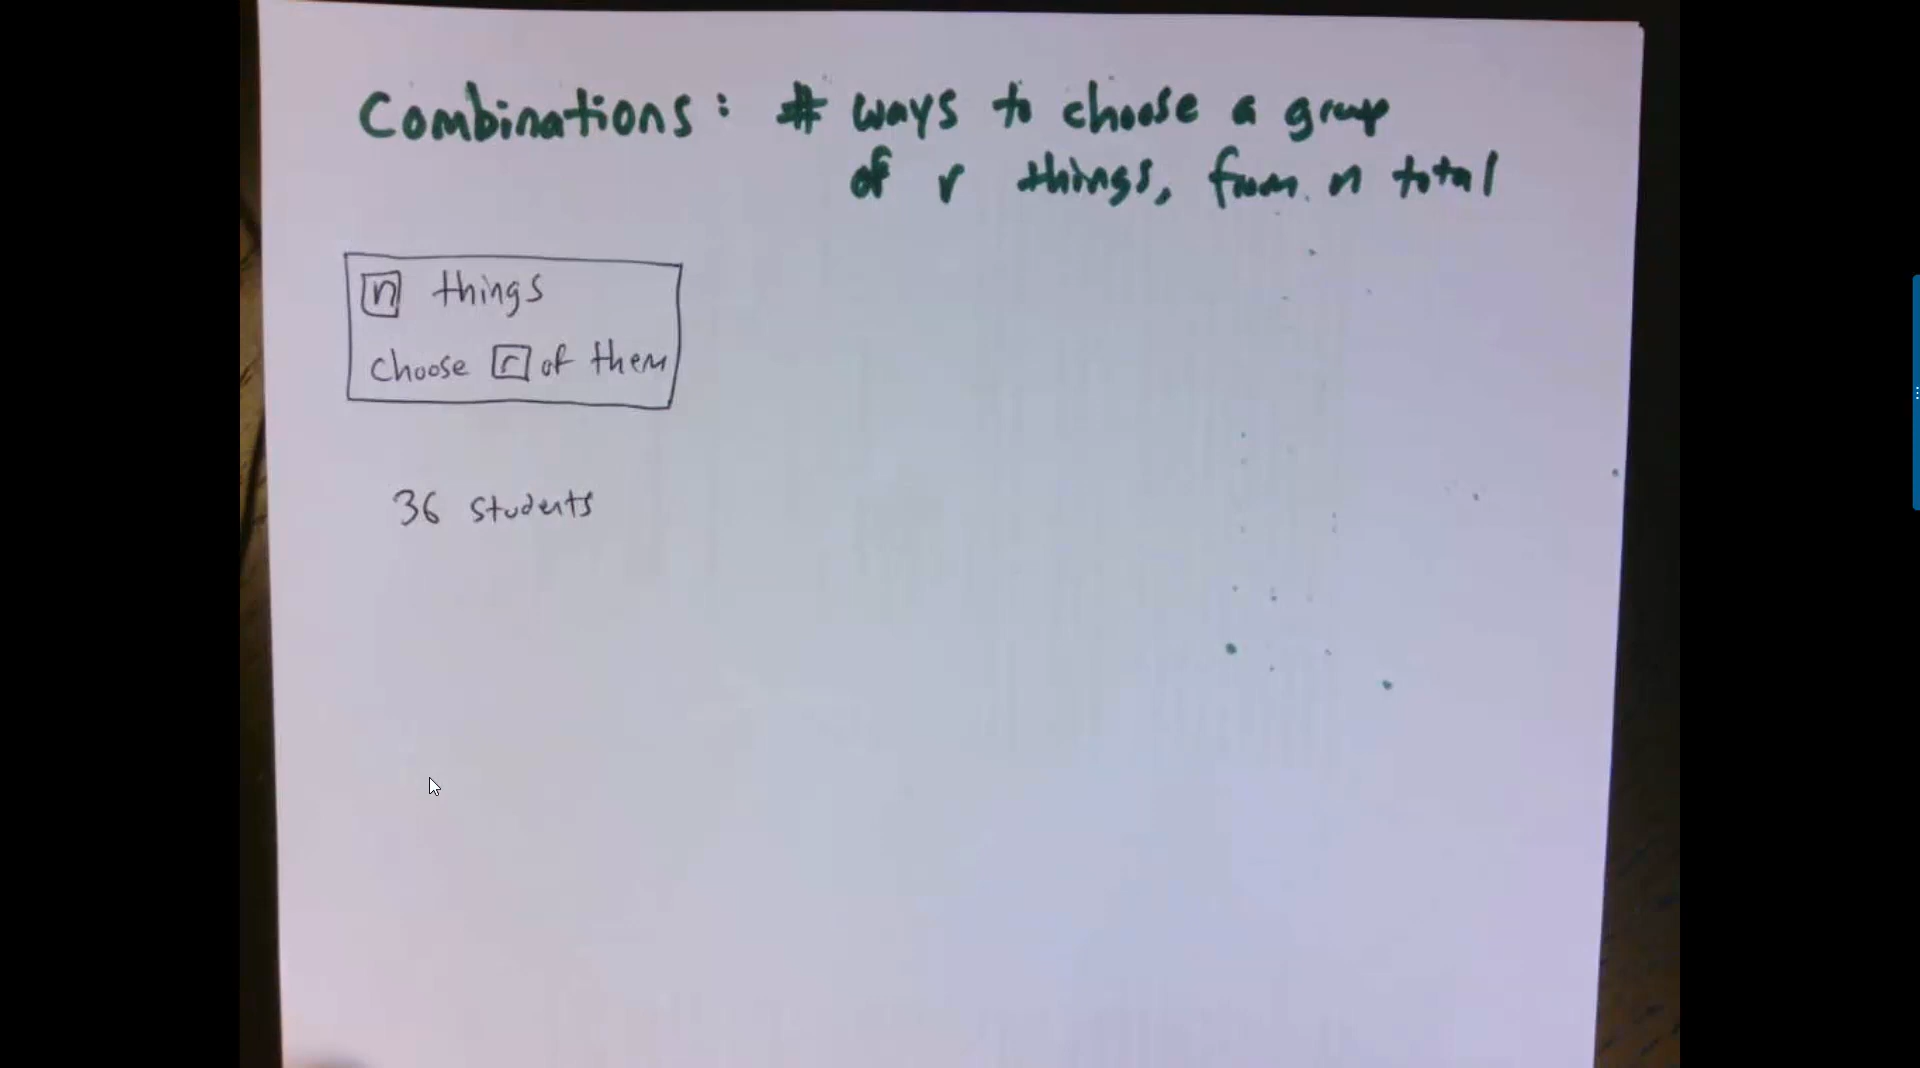 Combinations: # ways to choose a group
of r things, from n total
n things
choose r of them
36 students